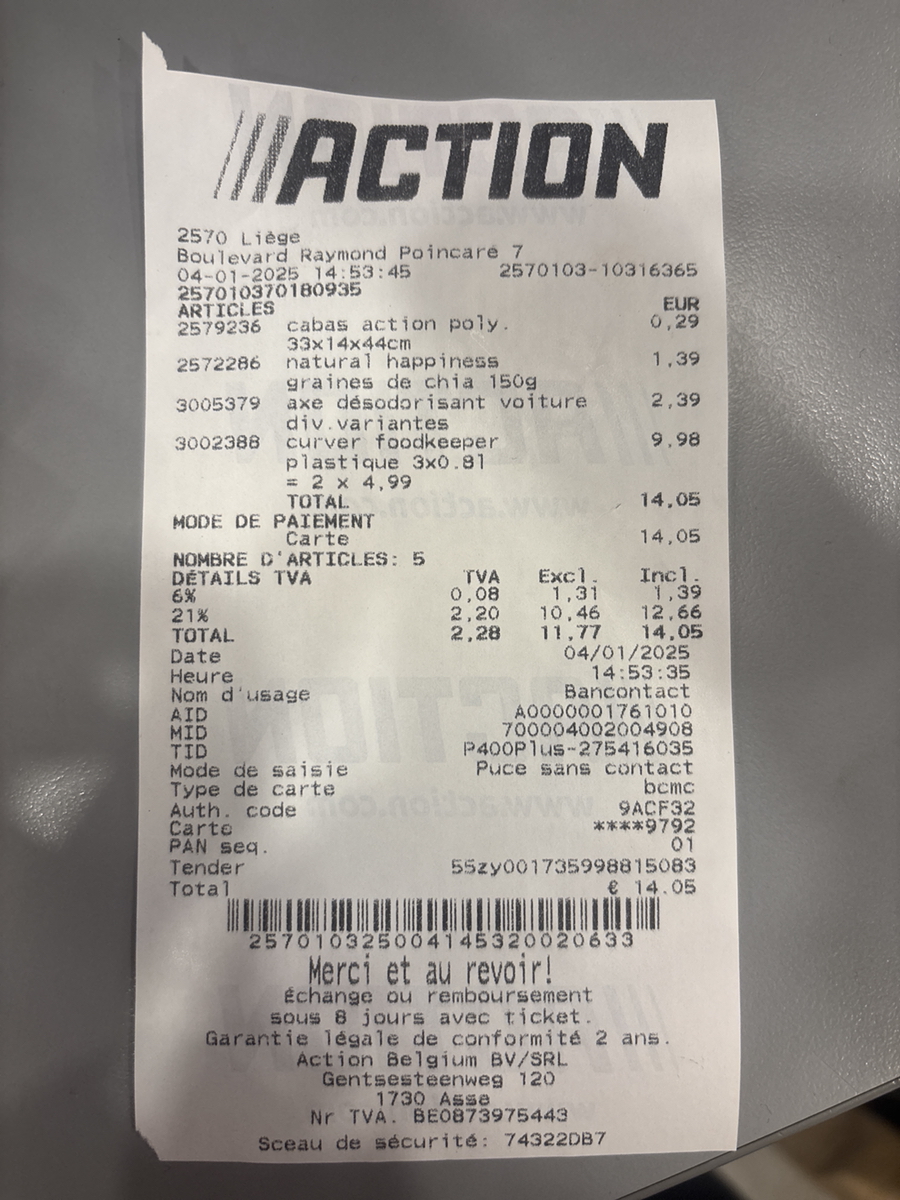 ACTION
2570 Liège
Boulevard Raymond Poincare 7
04-01-2025 14:53:45 2570103-10316365
257010370180935
ARTICLES EUR
2579236 cabas action poly. 0,29
33x14x44cm
2572286 natural happiness 1,39
graines de chia 150g
3005379 axe désodorisant voiture 2,39
div.variantes
3002388 curver foodkeeper 9,98
plastique 3x0.8l
= 2 x 4,99
TOTAL 14,05
MODE DE PAIEMENT
Carte 14,05
NOMBRE D'ARTICLES: 5
DÉTAILS TVA TVA Excl. Incl.
6% 0,08 1,31 1,39
21% 2,20 10,46 12,66
TOTAL 2,28 11,77 14,05
Date 04/01/2025
Heure 14:53:35
Nom d'usage Bancontact
AID A0000001761010
MID 700004002004908
TID P400Plus-275416035
Mode de saisie Puce sans contact
Type de carte bcmc
Auth. code 9ACF32
Carte ****9792
PAN seq. 01
Tender 55zy001735998815083
Total € 14.05
257010325004145320020633
Merci et au revoir!
Échange ou remboursement
sous 8 jours avec ticket.
Garantie légale de conformité 2 ans.
Action Belgium BV/SRL
Gentsesteenweg 120
1730 Asse
Nr TVA. BE0873975443
Sceau de sécurité: 74322DB7